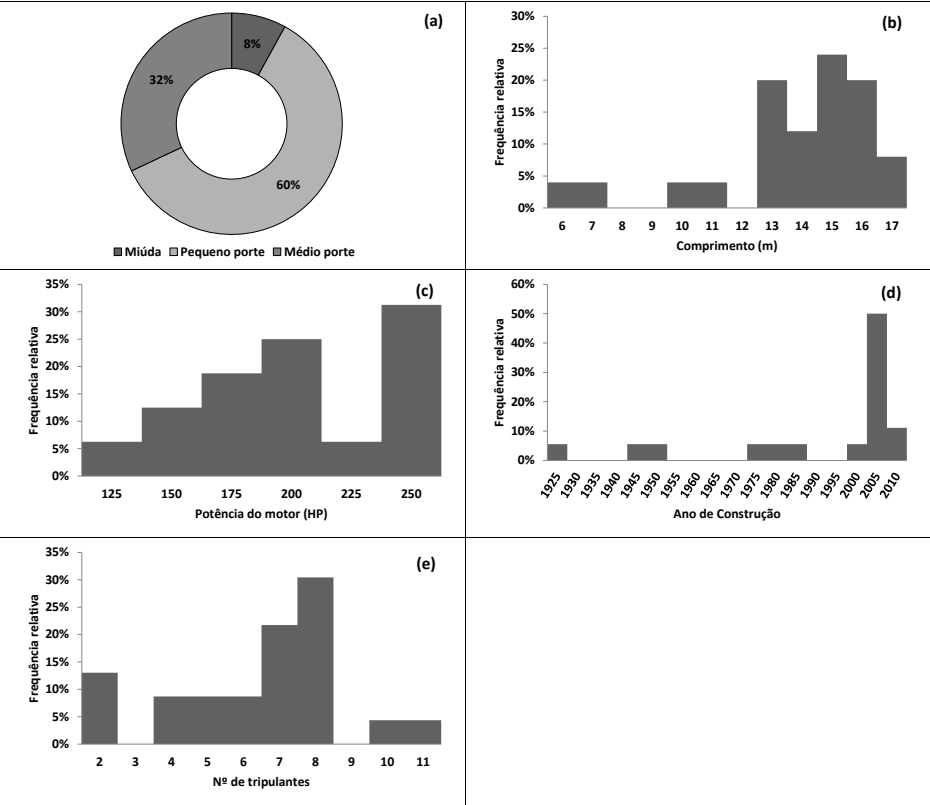 (a)
8%
32%
60%
Miúda Pequeno porte Médio porte
(b)
Frequência relativa
30%
25%
20%
15%
10%
5%
0%
6 7 8 9 10 11 12 13 14 15 16 17
Comprimento (m)
(c)
Frequência relativa
35%
30%
25%
20%
15%
10%
5%
0%
125 150 175 200 225 250
Potência do motor (HP)
(d)
Frequência relativa
60%
50%
40%
30%
20%
10%
0%
1925 1930 1935 1940 1945 1950 1955 1960 1965 1970 1975 1980 1985 1990 1995 2000 2005 2010
Ano de Construção
(e)
Frequência relativa
35%
30%
25%
20%
15%
10%
5%
0%
2 3 4 5 6 7 8 9 10 11
Nº de tripulantes